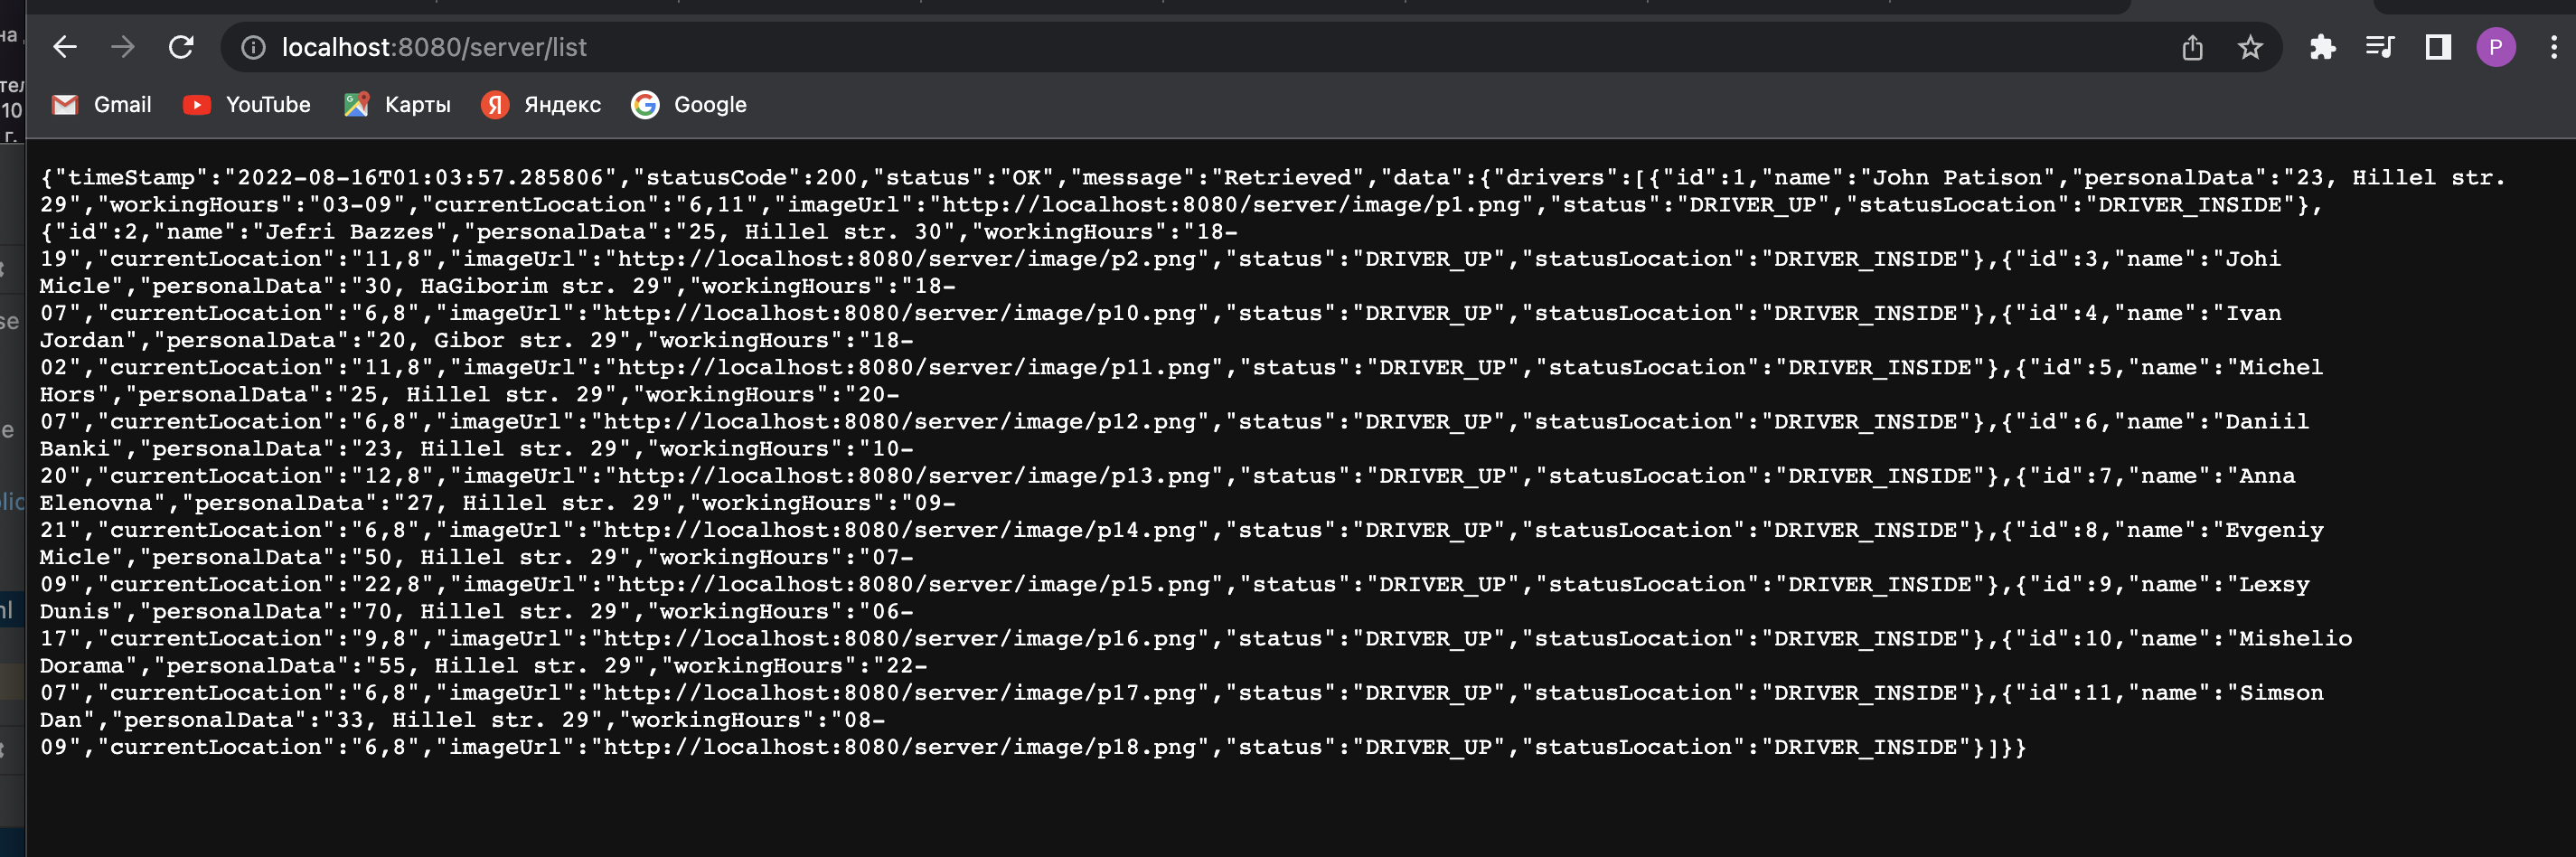 localhost:8080/server/list
P
Gmail YouTube Карты Яндекс Google
{"timeStamp":"2022-08-16T01:03:57.285806","statusCode":200,"status":"OK","message":"Retrieved","data":{"drivers":[{"id":1,"name":"John Patison","personalData":"23, Hillel str.
29","workingHours":"03-09","currentLocation":"6,11","imageUrl":"http://localhost:8080/server/image/p1.png","status":"DRIVER_UP","statusLocation":"DRIVER_INSIDE"},
{"id":2,"name":"Jefri Bazzes","personalData":"25, Hillel str. 30","workingHours":"18-
19","currentLocation":"11,8","imageUrl":"http://localhost:8080/server/image/p2.png","status":"DRIVER_UP","statusLocation":"DRIVER_INSIDE"},{"id":3,"name":"Johi
Micle","personalData":"30, HaGiborim str. 29","workingHours":"18-
07","currentLocation":"6,8","imageUrl":"http://localhost:8080/server/image/p10.png","status":"DRIVER_UP","statusLocation":"DRIVER_INSIDE"},{"id":4,"name":"Ivan
Jordan","personalData":"20, Gibor str. 29","workingHours":"18-
02","currentLocation":"11,8","imageUrl":"http://localhost:8080/server/image/p11.png","status":"DRIVER_UP","statusLocation":"DRIVER_INSIDE"},{"id":5,"name":"Michel
Hors","personalData":"25, Hillel str. 29","workingHours":"20-
07","currentLocation":"6,8","imageUrl":"http://localhost:8080/server/image/p12.png","status":"DRIVER_UP","statusLocation":"DRIVER_INSIDE"},{"id":6,"name":"Daniil
Banki","personalData":"23, Hillel str. 29","workingHours":"10-
20","currentLocation":"12,8","imageUrl":"http://localhost:8080/server/image/p13.png","status":"DRIVER_UP","statusLocation":"DRIVER_INSIDE"},{"id":7,"name":"Anna
Elenovna","personalData":"27, Hillel str. 29","workingHours":"09-
21","currentLocation":"6,8","imageUrl":"http://localhost:8080/server/image/p14.png","status":"DRIVER_UP","statusLocation":"DRIVER_INSIDE"},{"id":8,"name":"Evgeniy
Micle","personalData":"50, Hillel str. 29","workingHours":"07-
09","currentLocation":"22,8","imageUrl":"http://localhost:8080/server/image/p15.png","status":"DRIVER_UP","statusLocation":"DRIVER_INSIDE"},{"id":9,"name":"Lexsy
Dunis","personalData":"70, Hillel str. 29","workingHours":"06-
17","currentLocation":"9,8","imageUrl":"http://localhost:8080/server/image/p16.png","status":"DRIVER_UP","statusLocation":"DRIVER_INSIDE"},{"id":10,"name":"Mishelio
Dorama","personalData":"55, Hillel str. 29","workingHours":"22-
07","currentLocation":"6,8","imageUrl":"http://localhost:8080/server/image/p17.png","status":"DRIVER_UP","statusLocation":"DRIVER_INSIDE"},{"id":11,"name":"Simson
Dan","personalData":"33, Hillel str. 29","workingHours":"08-
09","currentLocation":"6,8","imageUrl":"http://localhost:8080/server/image/p18.png","status":"DRIVER_UP","statusLocation":"DRIVER_INSIDE"}]}}